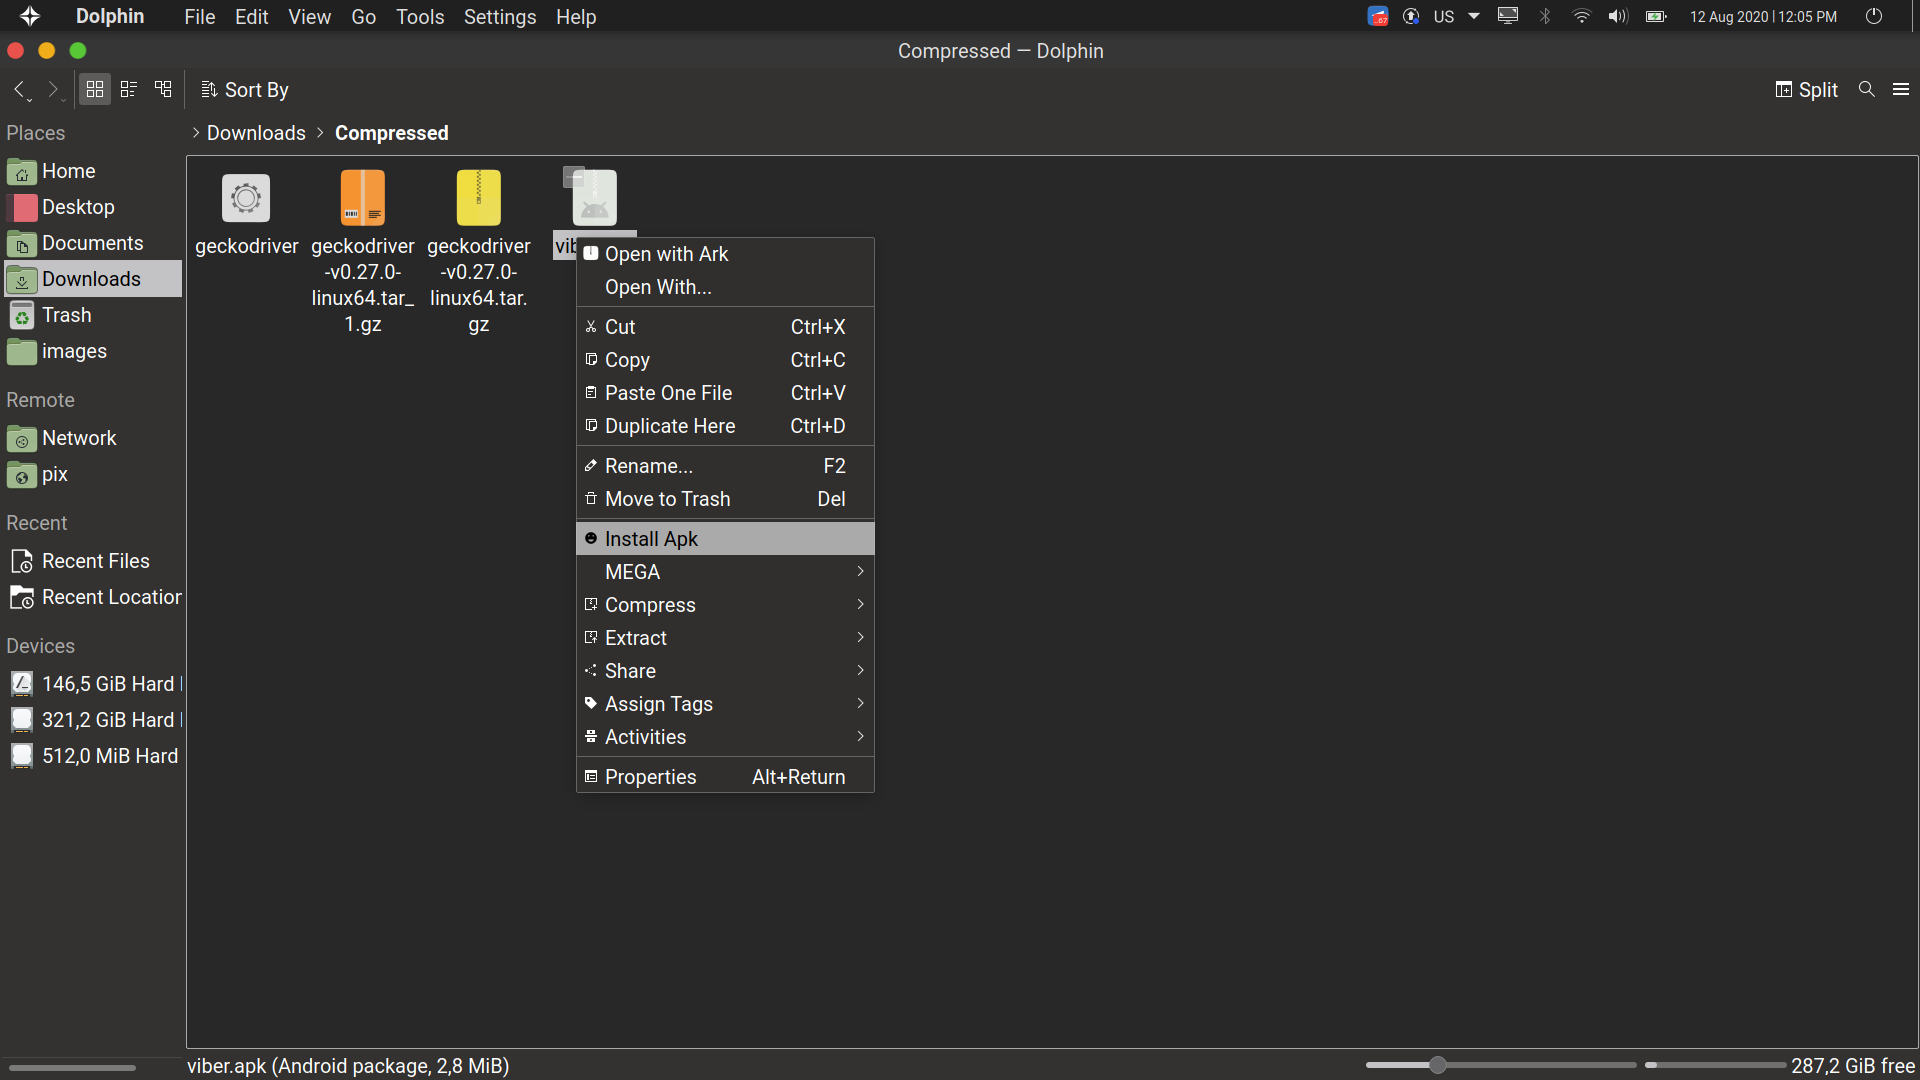 Dolphin File Edit View Go Tools Settings Help
US 12 Aug 2020 | 12:05 PM
Compressed — Dolphin
Sort By
Split
Places
Home
Desktop
Documents
Downloads
Trash
images
Remote
Network
pix
Recent
Recent Files
Recent Location
Devices
146,5 GiB Hard
321,2 GiB Hard
512,0 MiB Hard
> Downloads > Compressed
geckodriver
geckodriver
-v0.27.0-
linux64.tar_
1.gz
geckodriver
-v0.27.0-
linux64.tar.
gz
Open with Ark
Open With...
Cut Ctrl+X
Copy Ctrl+C
Paste One File Ctrl+V
Duplicate Here Ctrl+D
Rename... F2
Move to Trash Del
Install Apk
MEGA
Compress
Extract
Share
Assign Tags
Activities
Properties Alt+Return
viber.apk (Android package, 2,8 MiB)
287,2 GiB free